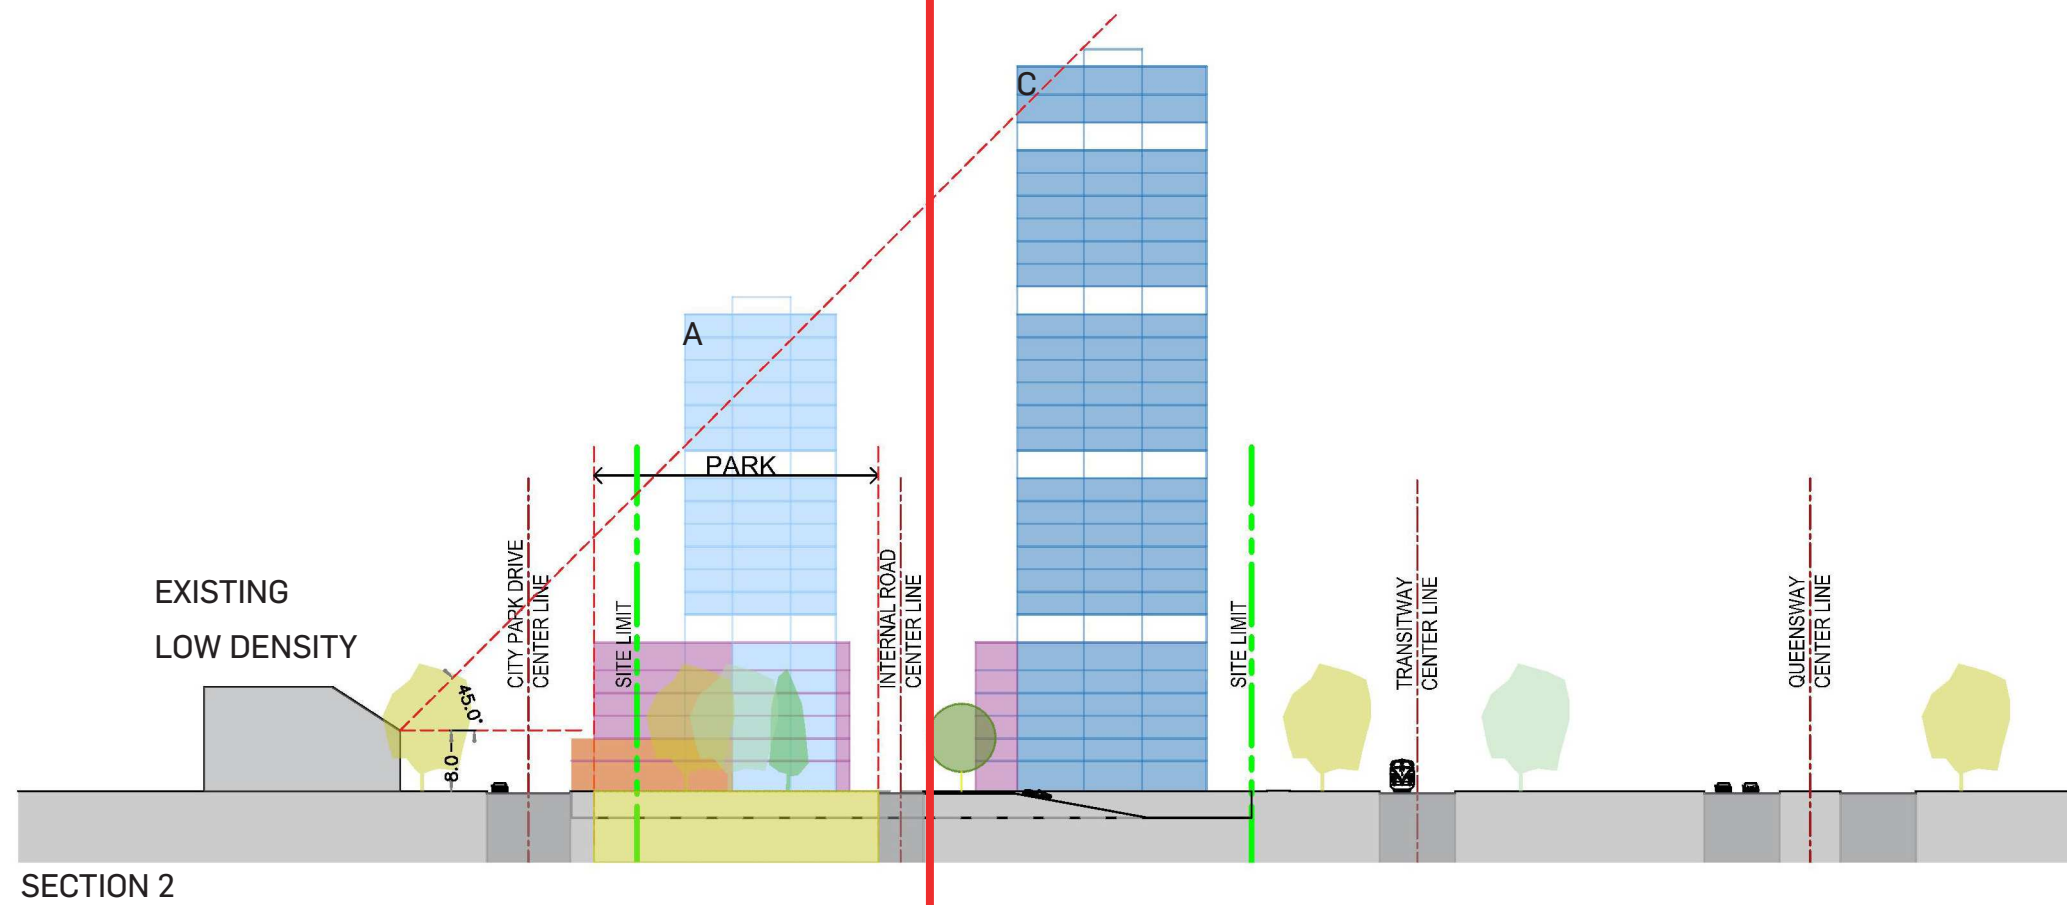 C
A
PARK
CITY PARK DRIVE
CENTER LINE
SITE LIMIT
INTERNAL ROAD
CENTER LINE
SITE LIMIT
TRANSITWAY
CENTER LINE
QUEENSWAY
CENTER LINE
EXISTING
LOW DENSITY
45.0°
8.0
SECTION 2